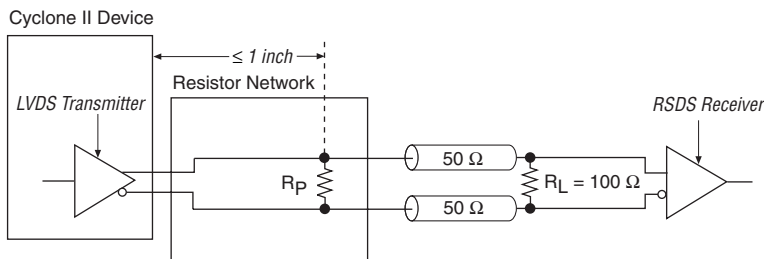 Cyclone II Device
≤ 1 inch
Resistor Network
LVDS Transmitter
RSDS Receiver
50 Ω
RP
RL = 100 Ω
50 Ω